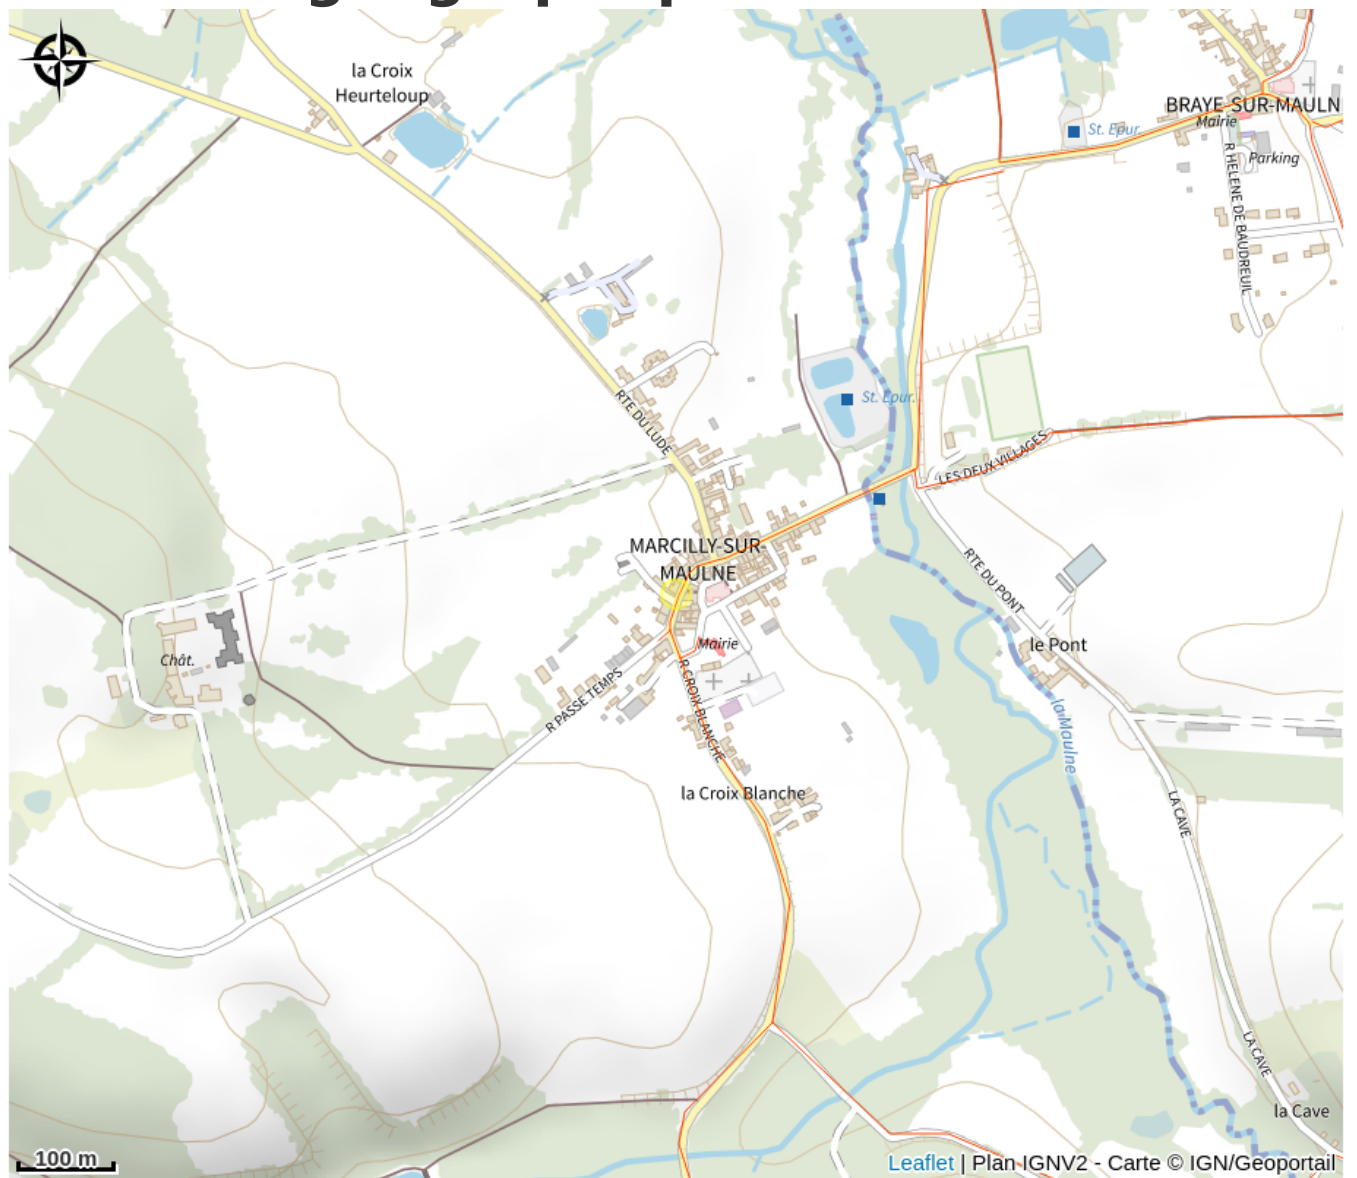 la Croix
Heurteloup
BRAYE-SUR-MAULN
Mairie
St. Epur.
Parking
R HELENE DE BAUDREUIL
RTE DU LUDE
St. Epur.
LES DEUX VILLAGES
MARCILLY-SUR-
MAULNE
RTE DU PONT
le Pont
Mairie
Chât.
R PASSE TEMPS
R CROIX BLANCHE
la Maulne
la Croix Blanche
LA CAVE
LA CAVE
la Cave
100 m
Leaflet | Plan IGNV2 - Carte © IGN/Geoportail